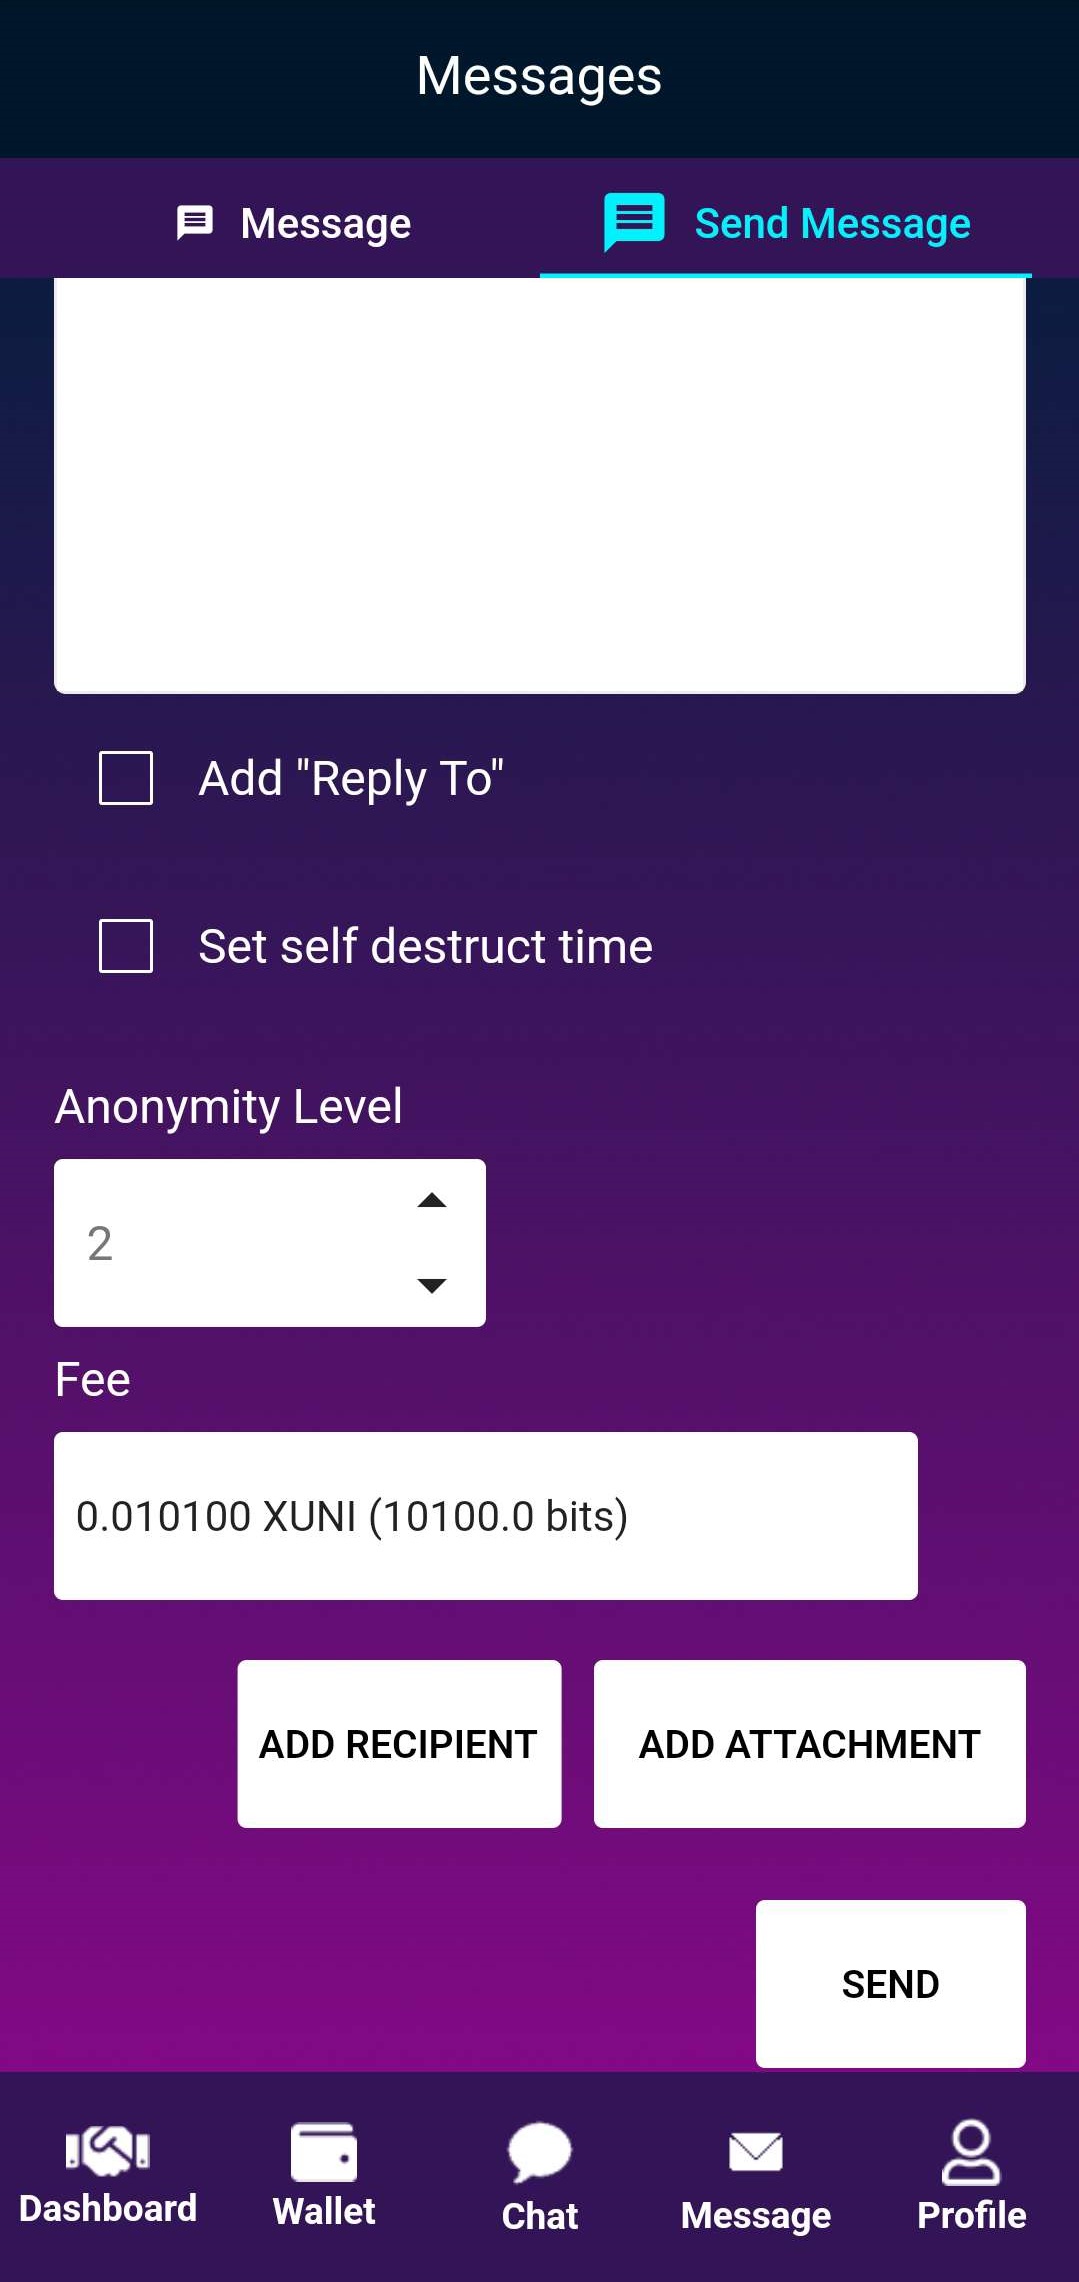 Messages
Message
Send Message
Add "Reply To"
Set self destruct time
Anonymity Level
2
Fee
0.010100 XUNI (10100.0 bits)
ADD RECIPIENT
ADD ATTACHMENT
SEND
Dashboard
Wallet
Chat
Message
Profile